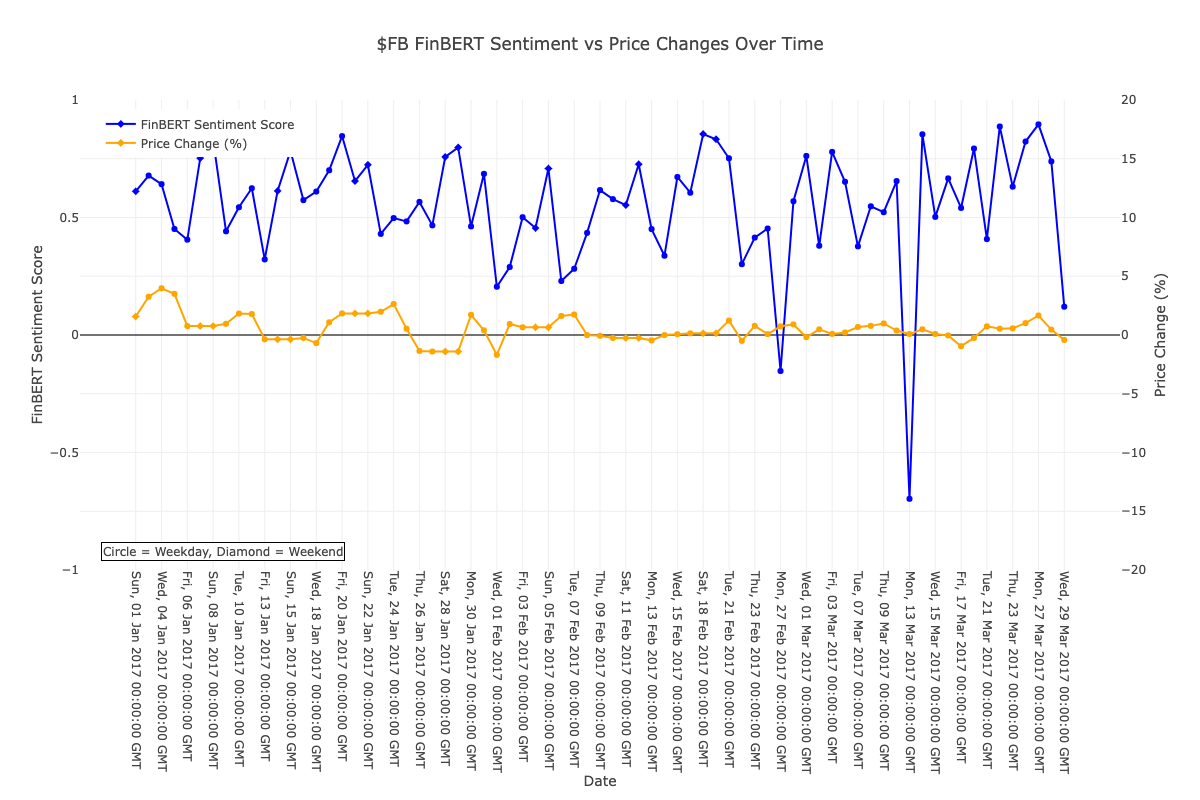 $FB FinBERT Sentiment vs Price Changes Over Time
FinBERT Sentiment Score
Price Change (%)
1
0.5
0
−0.5
−1
FinBERT Sentiment Score
20
15
10
5
0
−5
−10
−15
−20
Price Change (%)
Circle = Weekday, Diamond = Weekend
Sun, 01 Jan 2017 00:00:00 GMT
Wed, 04 Jan 2017 00:00:00 GMT
Fri, 06 Jan 2017 00:00:00 GMT
Sun, 08 Jan 2017 00:00:00 GMT
Tue, 10 Jan 2017 00:00:00 GMT
Fri, 13 Jan 2017 00:00:00 GMT
Sun, 15 Jan 2017 00:00:00 GMT
Wed, 18 Jan 2017 00:00:00 GMT
Fri, 20 Jan 2017 00:00:00 GMT
Sun, 22 Jan 2017 00:00:00 GMT
Tue, 24 Jan 2017 00:00:00 GMT
Thu, 26 Jan 2017 00:00:00 GMT
Sat, 28 Jan 2017 00:00:00 GMT
Mon, 30 Jan 2017 00:00:00 GMT
Wed, 01 Feb 2017 00:00:00 GMT
Fri, 03 Feb 2017 00:00:00 GMT
Sun, 05 Feb 2017 00:00:00 GMT
Tue, 07 Feb 2017 00:00:00 GMT
Thu, 09 Feb 2017 00:00:00 GMT
Sat, 11 Feb 2017 00:00:00 GMT
Mon, 13 Feb 2017 00:00:00 GMT
Wed, 15 Feb 2017 00:00:00 GMT
Sat, 18 Feb 2017 00:00:00 GMT
Tue, 21 Feb 2017 00:00:00 GMT
Thu, 23 Feb 2017 00:00:00 GMT
Mon, 27 Feb 2017 00:00:00 GMT
Wed, 01 Mar 2017 00:00:00 GMT
Fri, 03 Mar 2017 00:00:00 GMT
Tue, 07 Mar 2017 00:00:00 GMT
Thu, 09 Mar 2017 00:00:00 GMT
Mon, 13 Mar 2017 00:00:00 GMT
Wed, 15 Mar 2017 00:00:00 GMT
Fri, 17 Mar 2017 00:00:00 GMT
Tue, 21 Mar 2017 00:00:00 GMT
Thu, 23 Mar 2017 00:00:00 GMT
Mon, 27 Mar 2017 00:00:00 GMT
Wed, 29 Mar 2017 00:00:00 GMT
Date